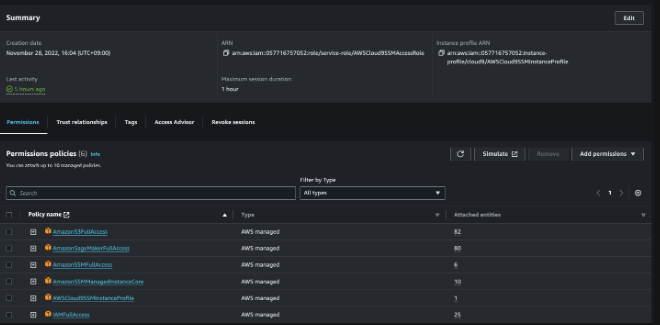 Summary
Edit
Creation date
November 28, 2022, 16:04 (UTC+09:00)
ARN
arn:aws:iam::057716757052:role/service-role/AWSCloud9SSMAccessRole
Instance profile ARN
arn:aws:iam::057716757052:instance-
profile/cloud9/AWSCloud9SSMInstanceProfile
Last activity
5 hours ago
Maximum session duration
1 hour
Permissions
Trust relationships
Tags
Access Advisor
Revoke sessions
Permissions policies (6) Info
You can attach up to 10 managed policies.
Simulate
Remove
Add permissions
Filter by Type
Search
All types
1
Policy name
Type
Attached entities
AmazonS3FullAccess
AWS managed
82
AmazonSageMakerFullAccess
AWS managed
80
AmazonSSMFullAccess
AWS managed
6
AmazonSSMManagedInstanceCore
AWS managed
10
AWSCloud9SSMInstanceProfile
AWS managed
1
IAMFullAccess
AWS managed
25